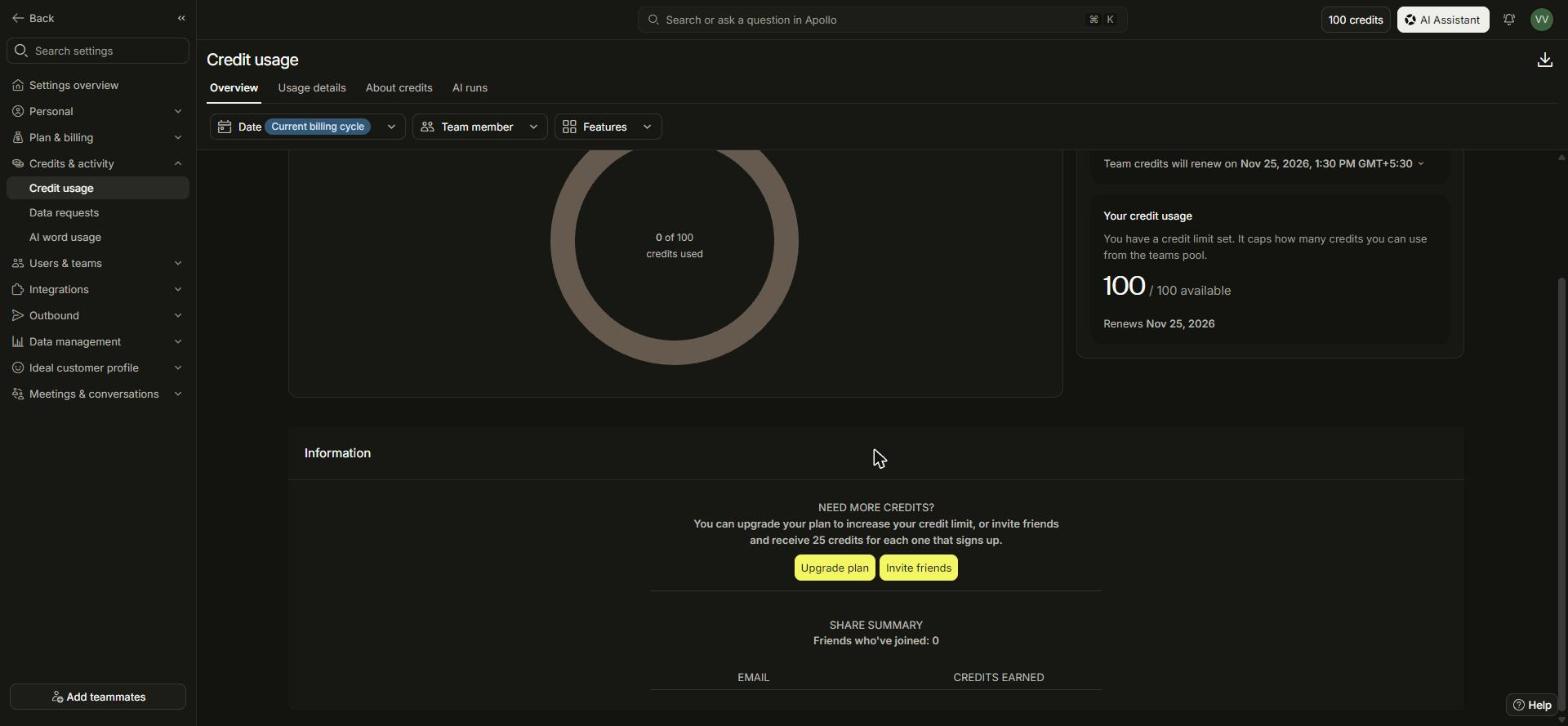 Back
Search or ask a question in Apollo
⌘ K
100 credits
AI Assistant
VV
Search settings
Settings overview
Personal
Plan & billing
Credits & activity
Credit usage
Data requests
AI word usage
Users & teams
Integrations
Outbound
Data management
Ideal customer profile
Meetings & conversations
Add teammates
Credit usage
Overview
Usage details
About credits
AI runs
Date Current billing cycle
Team member
Features
0 of 100
credits used
Team credits will renew on Nov 25, 2026, 1:30 PM GMT+5:30
Your credit usage
You have a credit limit set. It caps how many credits you can use
from the teams pool.
100 / 100 available
Renews Nov 25, 2026
Information
NEED MORE CREDITS?
You can upgrade your plan to increase your credit limit, or invite friends
and receive 25 credits for each one that signs up.
Upgrade plan
Invite friends
SHARE SUMMARY
Friends who've joined: 0
EMAIL
CREDITS EARNED
Help